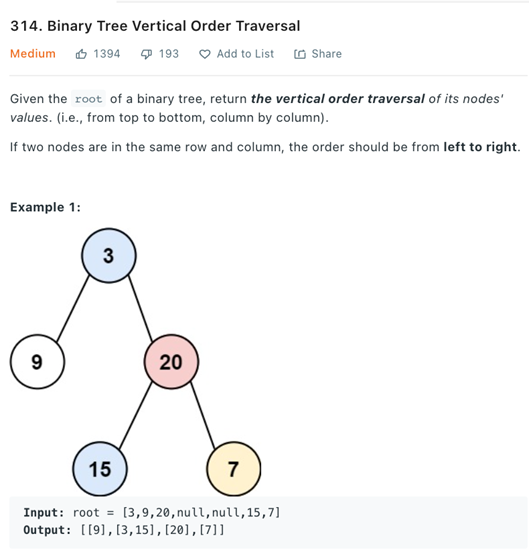 314. Binary Tree Vertical Order Traversal
Medium 1394 193 Add to List Share
Given the root of a binary tree, return the vertical order traversal of its nodes'
values. (i.e., from top to bottom, column by column).
If two nodes are in the same row and column, the order should be from left to right.
Example 1:
3
9 20
15 7
Input: root = [3,9,20,null,null,15,7]
Output: [[9],[3,15],[20],[7]]